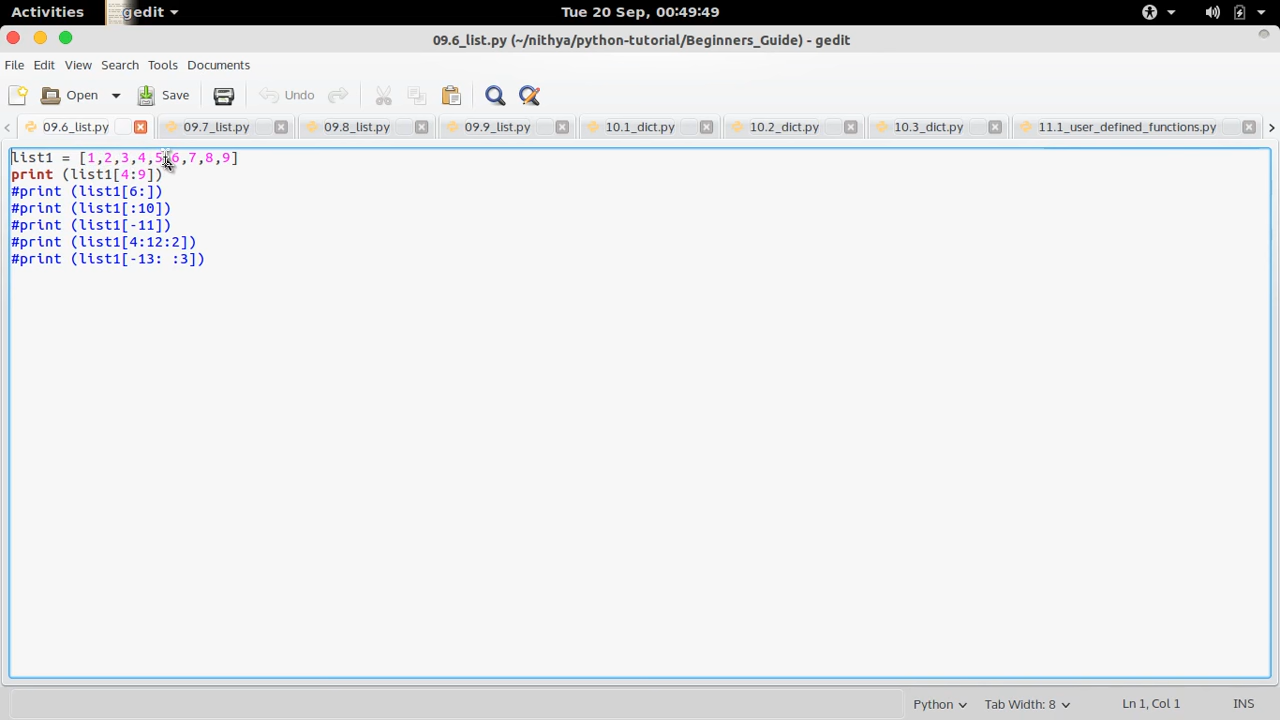 Activities gedit Tue 20 Sep, 00:49:49
09.6_list.py (~/nithya/python-tutorial/Beginners_Guide) - gedit
File Edit View Search Tools Documents
Open Save Undo
09.6_list.py 09.7_list.py 09.8_list.py 09.9_list.py 10.1_dict.py 10.2_dict.py 10.3_dict.py 11.1_user_defined_functions.py
list1 = [1,2,3,4,5,6,7,8,9]
print (list1[4:9])
#print (list1[6:])
#print (list1[:10])
#print (list1[-11])
#print (list1[4:12:2])
#print (list1[-13: :3])
Python Tab Width: 8 Ln 1, Col 1 INS